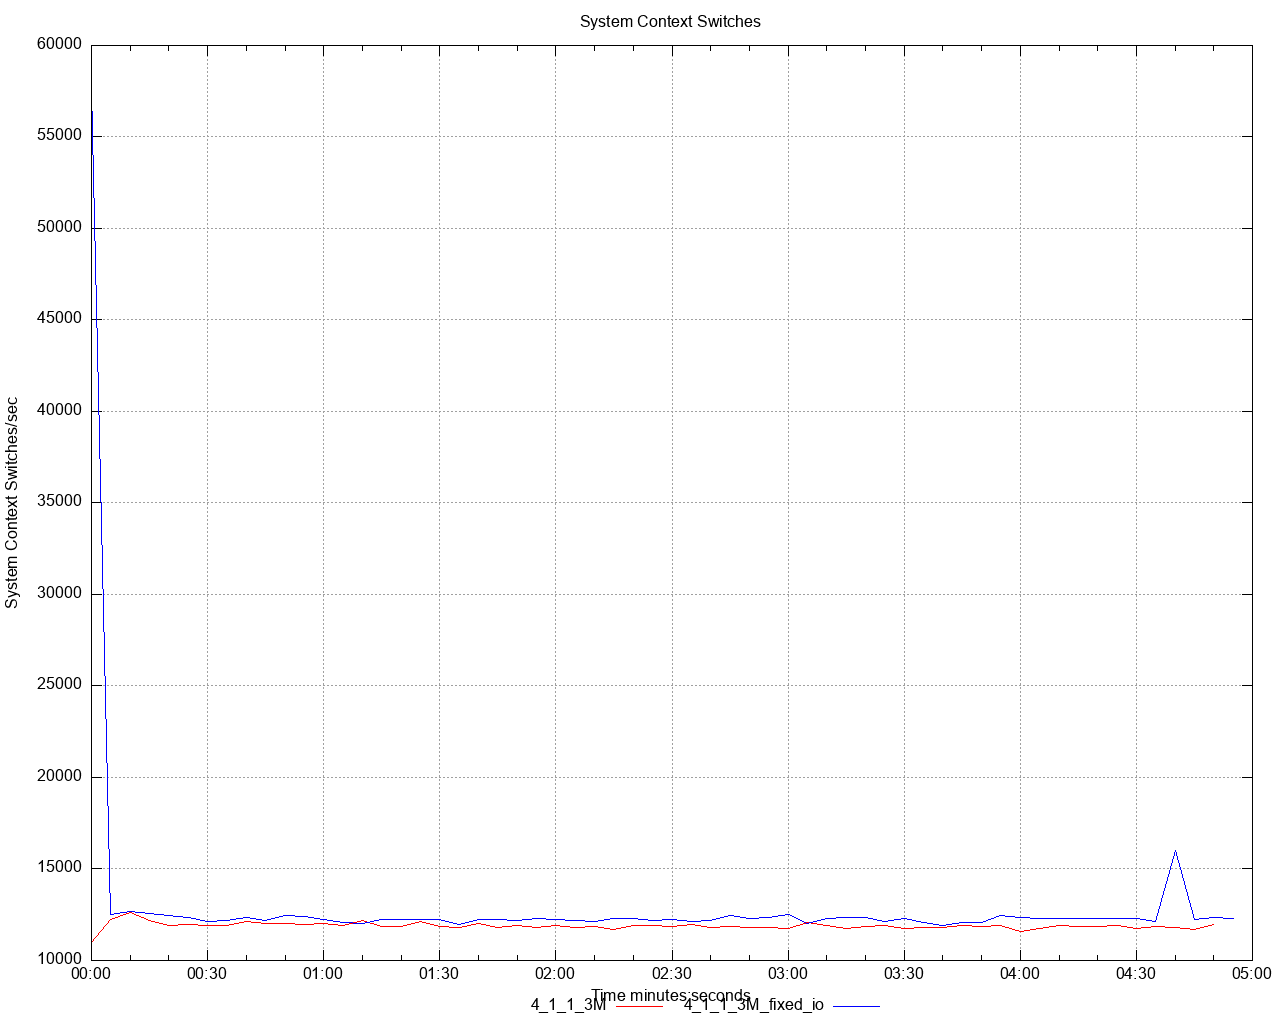 System Context Switches
60000
55000
50000
45000
40000
35000
30000
25000
20000
15000
10000
System Context Switches/sec
00:00 00:30 01:00 01:30 02:00 02:30 03:00 03:30 04:00 04:30 05:00
Time minutes:seconds
4_1_1_3M 4_1_1_3M_fixed_io